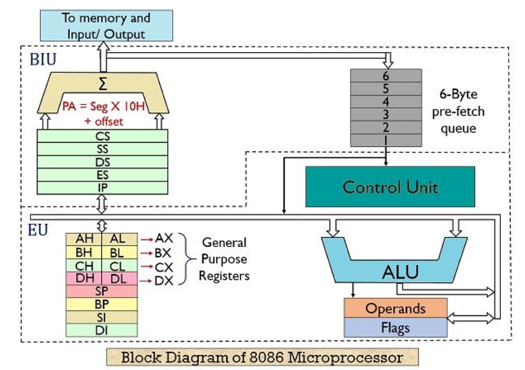 To memory and
Input/ Output
BIU
Σ
PA = Seg X 10H
+ offset
CS
SS
DS
ES
IP
6
5
4
3
2
1
6-Byte
pre-fetch
queue
Control Unit
EU
AH AL AX
BH BL BX
CH CL CX
DH DL DX
SP
BP
SI
DI
General
Purpose
Registers
ALU
Operands
Flags
Block Diagram of 8086 Microprocessor